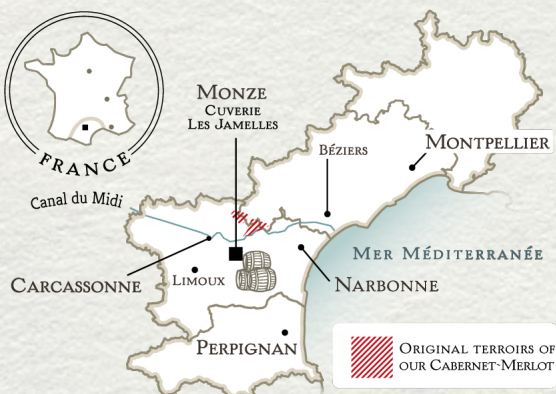 FRANCE
MONZE
CUVERIE
LES JAMELLES
BÉZIERS
MONTPELLIER
Canal du Midi
MER MÉDITERRANÉE
CARCASSONNE
LIMOUX
NARBONNE
PERPIGNAN
ORIGINAL TERROIRS OF
OUR CABERNET-MERLOT